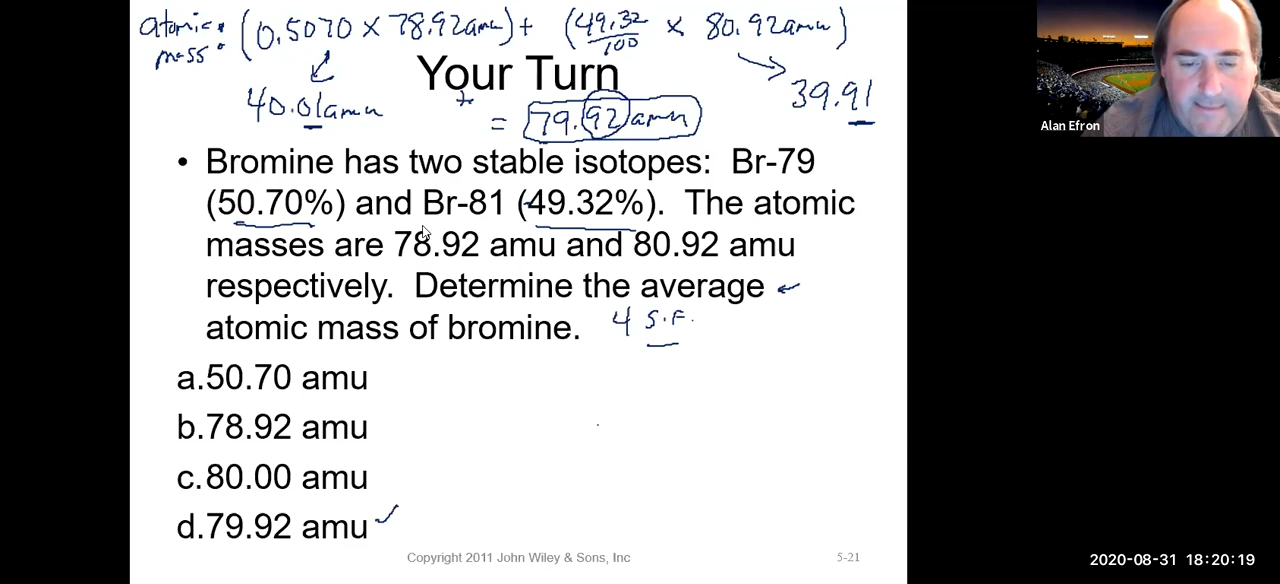 atomic mass: (0.5070 × 78.92amu) + (49.32/100 × 80.92amu)
Your Turn
40.01amu + 39.91
= 79.92 amu
• Bromine has two stable isotopes: Br-79
(50.70%) and Br-81 (49.32%). The atomic
masses are 78.92 amu and 80.92 amu
respectively. Determine the average
atomic mass of bromine. 4 S.F.
a.50.70 amu
b.78.92 amu
c.80.00 amu
d.79.92 amu
Copyright 2011 John Wiley & Sons, Inc 5-21
Alan Efron
2020-08-31 18:20:19